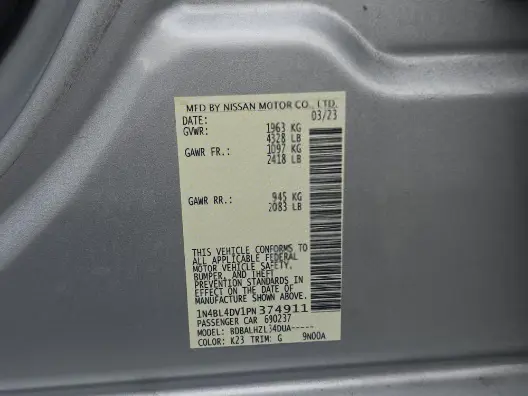 MFD BY NISSAN MOTOR CO., LTD.
DATE: 03/23
GVWR: 1963 KG
4328 LB
GAWR FR.: 1097 KG
2418 LB
GAWR RR.: 945 KG
2083 LB
THIS VEHICLE CONFORMS TO
ALL APPLICABLE FEDERAL
MOTOR VEHICLE SAFETY,
BUMPER, AND THEFT
PREVENTION STANDARDS IN
EFFECT ON THE DATE OF
MANUFACTURE SHOWN ABOVE.
1N4BL4DV1PN374911
PASSENGER CAR 690237
MODEL: BDBALHZL34DUA-----
COLOR: K23 TRIM: G 9N00A